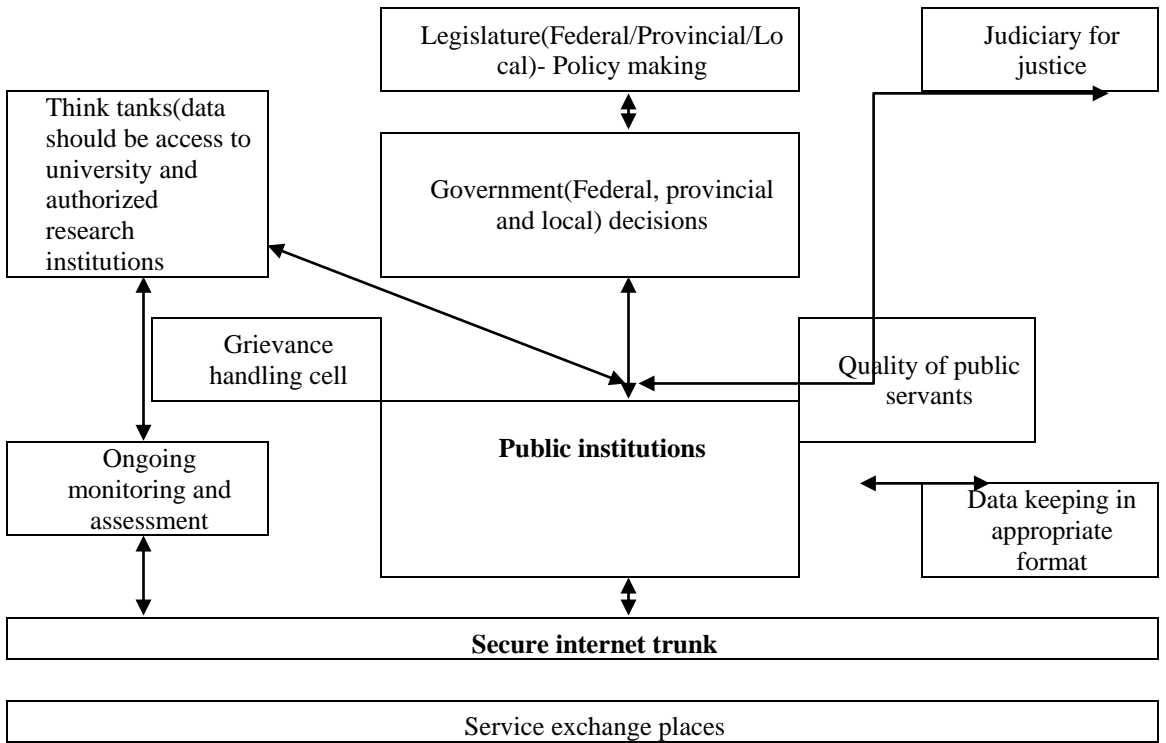 Legislature(Federal/Provincial/Lo
cal)- Policy making
Judiciary for
justice
Think tanks(data
should be access to
university and
authorized
research
institutions
Government(Federal, provincial
and local) decisions
Grievance
handling cell
Quality of public
servants
Public institutions
Ongoing
monitoring and
assessment
Data keeping in
appropriate
format
Secure internet trunk
Service exchange places